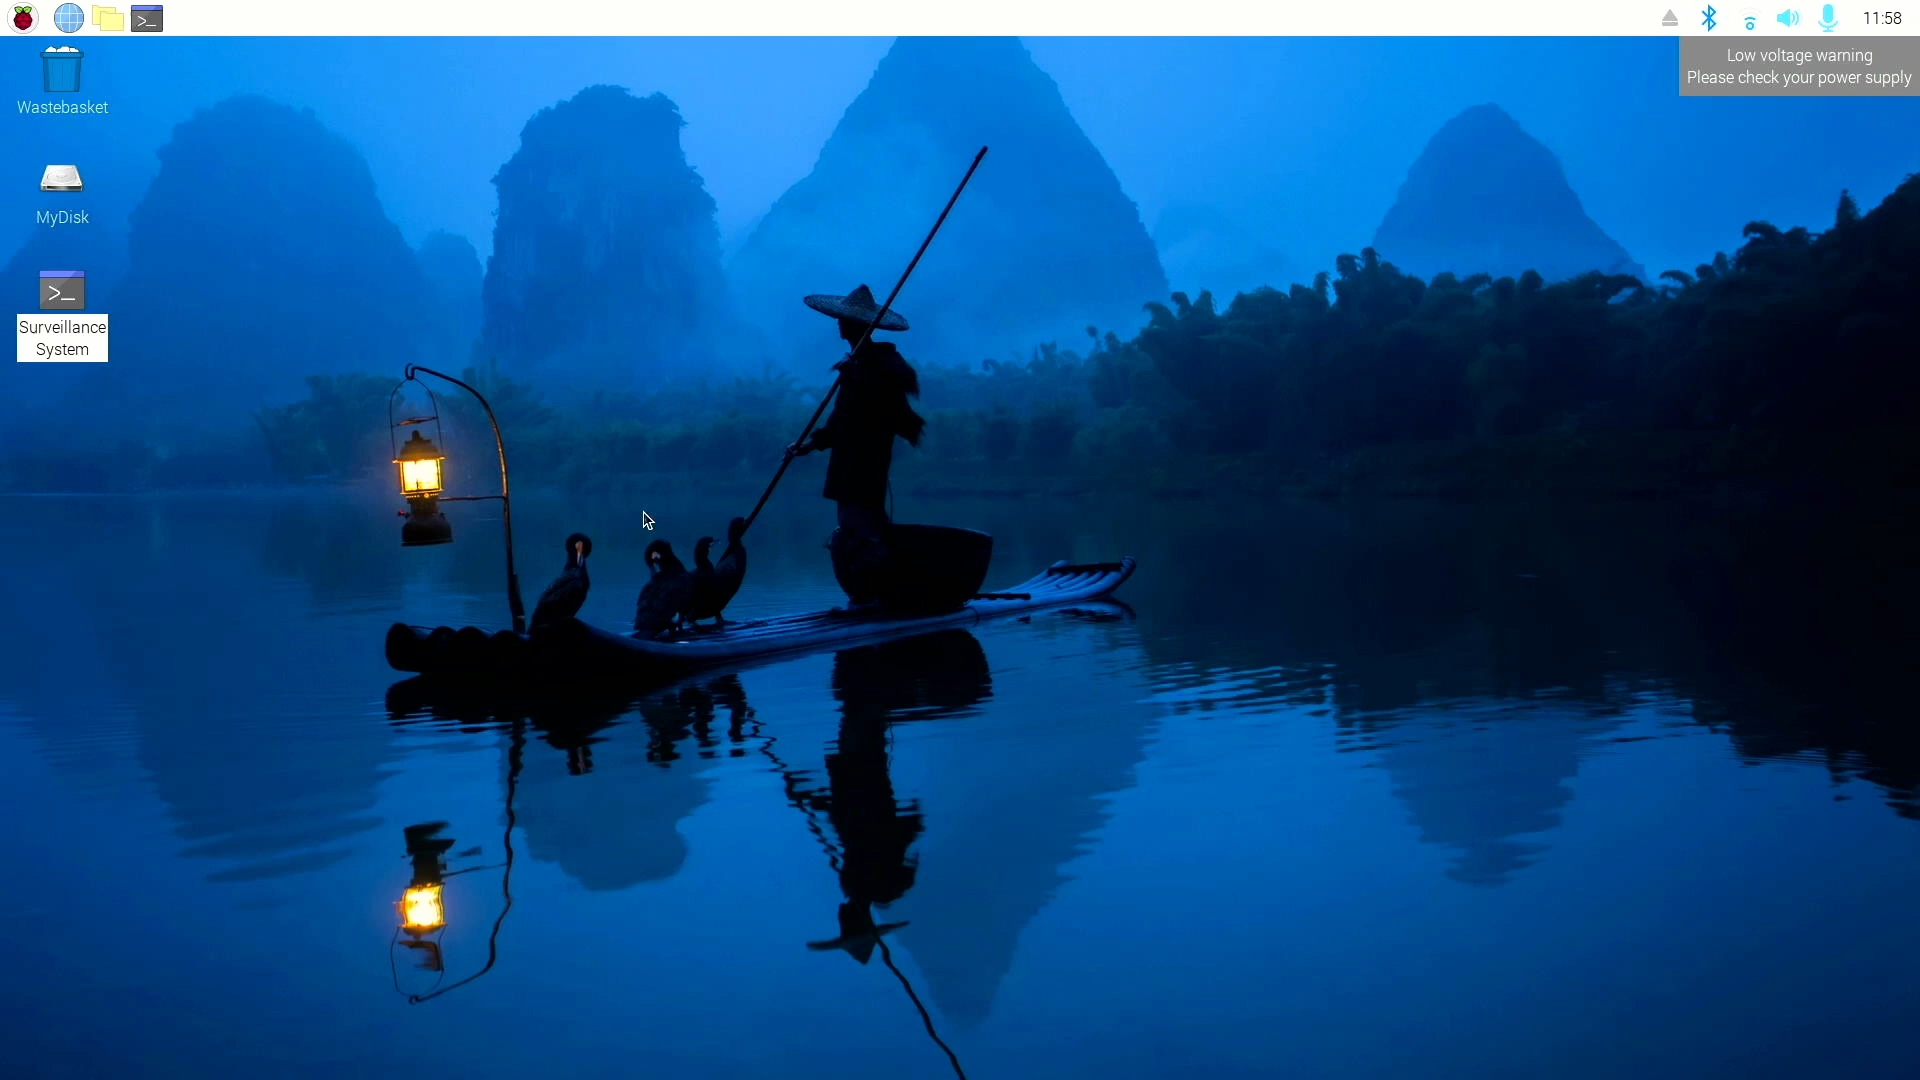 11:58
Low voltage warning
Please check your power supply
Wastebasket
MyDisk
>_
Surveillance
System